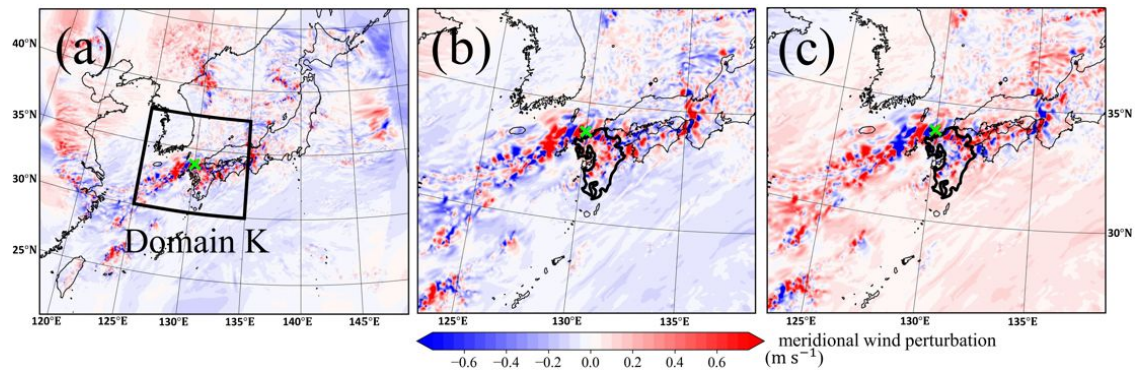 (a)
(b)
(c)
40°N
35°N
30°N
25°N
Domain K
120°E 125°E 130°E 135°E 140°E 145°E
125°E 130°E 135°E
125°E 130°E 135°E
35°N
30°N
−0.6 −0.4 −0.2 0.0 0.2 0.4 0.6
meridional wind perturbation
(m s⁻¹)